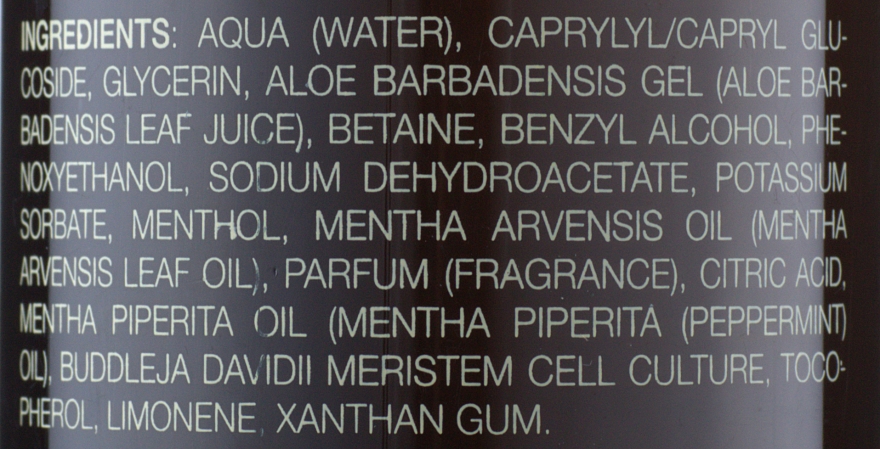 INGREDIENTS: AQUA (WATER), CAPRYLYL/CAPRYL GLU-
COSIDE, GLYCERIN, ALOE BARBADENSIS GEL (ALOE BAR-
BADENSIS LEAF JUICE), BETAINE, BENZYL ALCOHOL, PHE-
NOXYETHANOL, SODIUM DEHYDROACETATE, POTASSIUM
SORBATE, MENTHOL, MENTHA ARVENSIS OIL (MENTHA
ARVENSIS LEAF OIL), PARFUM (FRAGRANCE), CITRIC ACID,
MENTHA PIPERITA OIL (MENTHA PIPERITA (PEPPERMINT)
OIL), BUDDLEJA DAVIDII MERISTEM CELL CULTURE, TOCO-
PHEROL, LIMONENE, XANTHAN GUM.